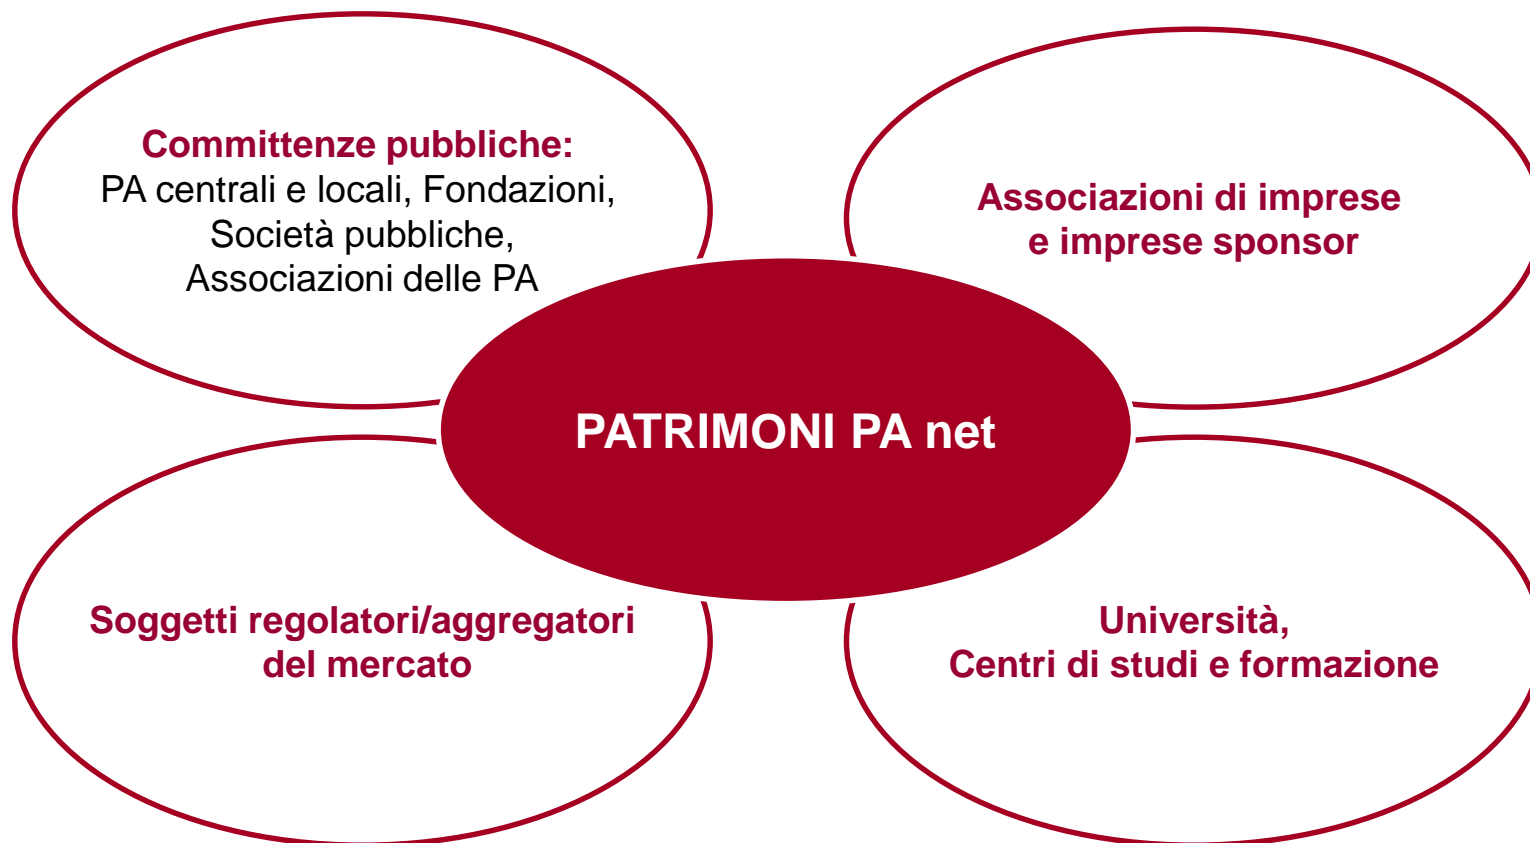 Committenze pubbliche:
PA centrali e locali, Fondazioni,
Società pubbliche,
Associazioni delle PA
Associazioni di imprese
e imprese sponsor
PATRIMONI PA net
Soggetti regolatori/aggregatori
del mercato
Università,
Centri di studi e formazione